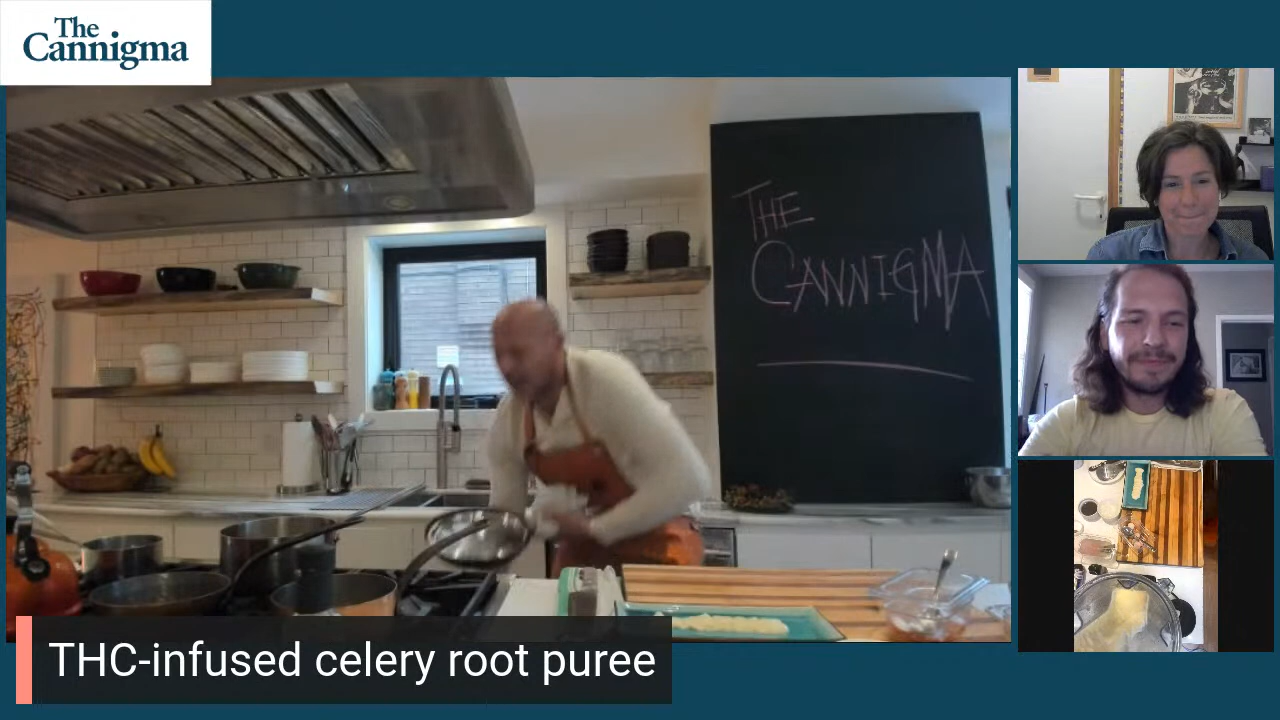 The
Cannigma
THE
CANNIGMA
THC-infused celery root puree